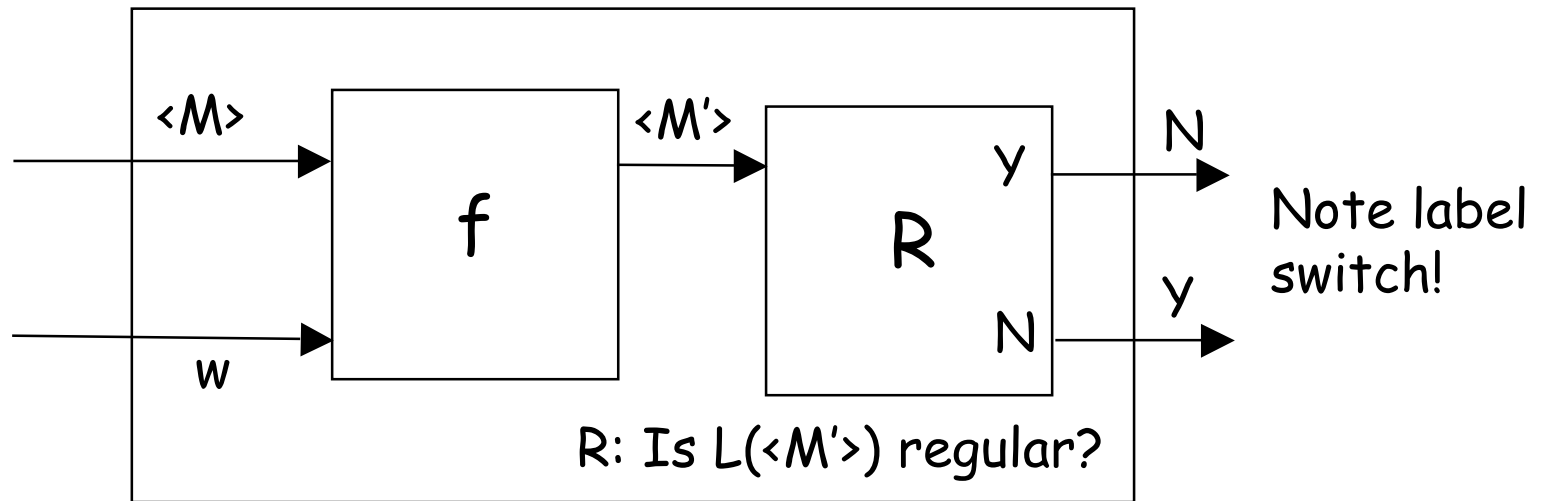 <M>
<M'>
N
Y
f
R
Note label
switch!
Y
N
w
R: Is L(<M'>) regular?